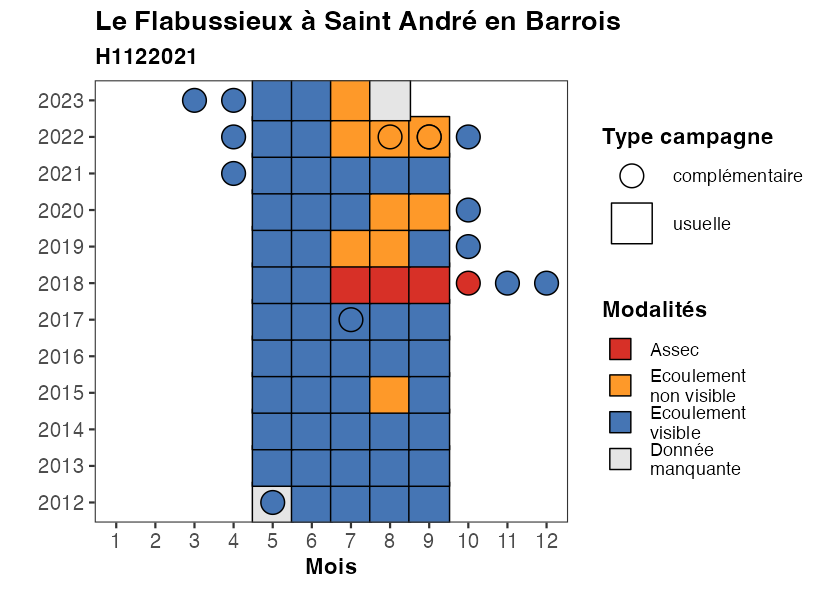 Le Flabussieux à Saint André en Barrois
H1122021
2023
2022
2021
2020
2019
2018
2017
2016
2015
2014
2013
2012
1 2 3 4 5 6 7 8 9 10 11 12
Mois
Type campagne
complémentaire
usuelle
Modalités
Assec
Ecoulement
non visible
Ecoulement
visible
Donnée
manquante